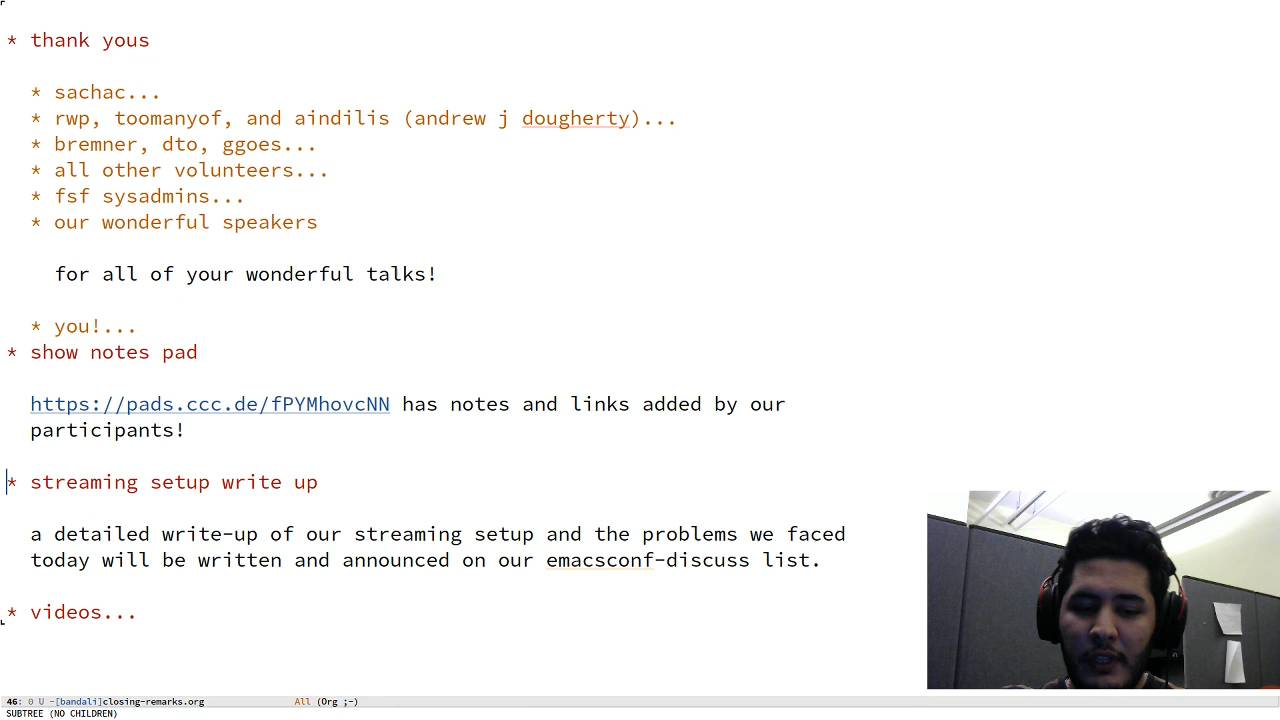 * thank yous
* sachac...
* rwp, toomanyof, and aindilis (andrew j dougherty)...
* bremner, dto, ggoes...
* all other volunteers...
* fsf sysadmins...
* our wonderful speakers
for all of your wonderful talks!
* you!...
* show notes pad
https://pads.ccc.de/fPYMhovcNN has notes and links added by our
participants!
* streaming setup write up
a detailed write-up of our streaming setup and the problems we faced
today will be written and announced on our emacsconf-discuss list.
* videos...
46: 0 U -[bandali]closing-remarks.org All (Org ;-)
SUBTREE (NO CHILDREN)